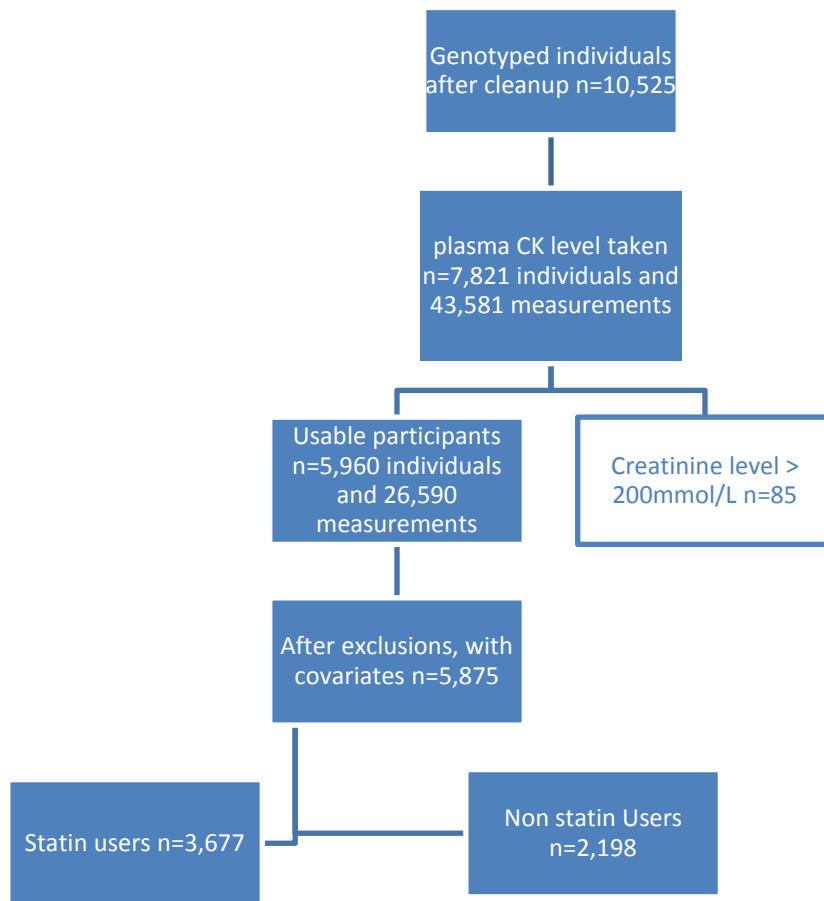 Genotyped individuals
after cleanup n=10,525
plasma CK level taken
n=7,821 individuals and
43,581 measurements
Usable participants
n=5,960 individuals
and 26,590
measurements
Creatinine level >
200mmol/L n=85
After exclusions, with
covariates n=5,875
Statin users n=3,677
Non statin Users
n=2,198